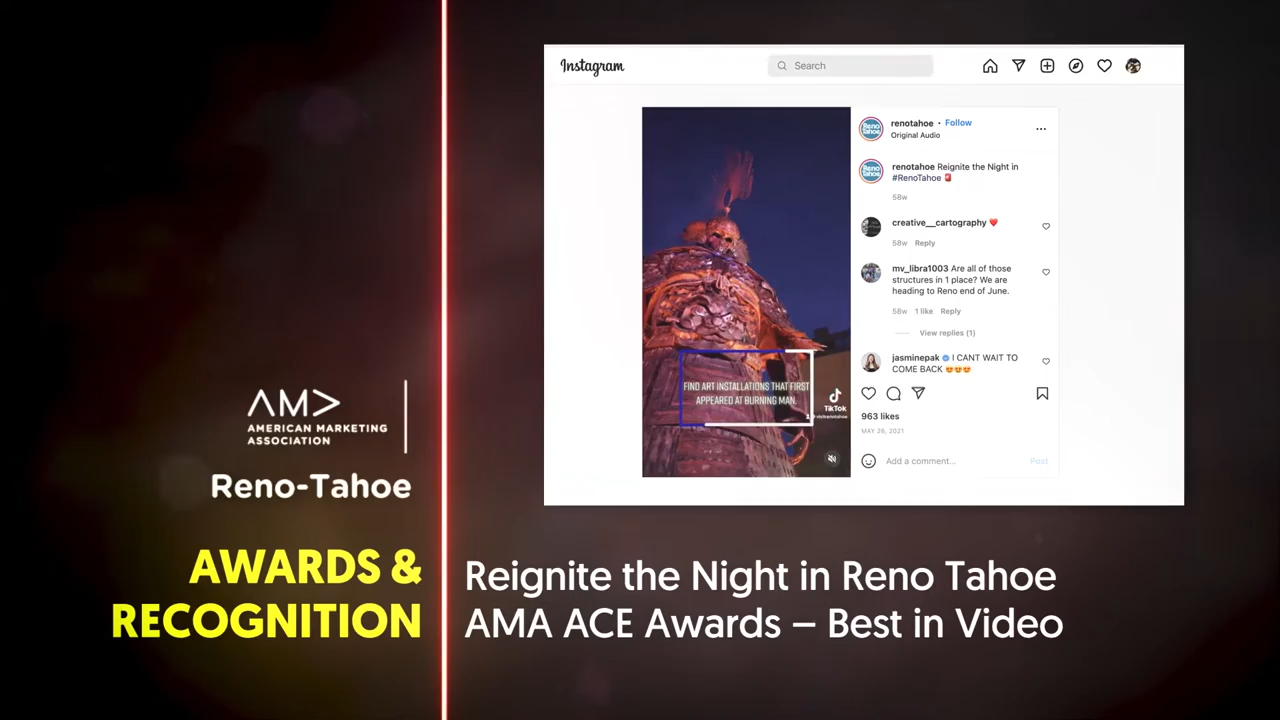 Instagram
Search
renotahoe • Follow
Original Audio
...
renotahoe Reignite the Night in
#RenoTahoe
58w
creative__cartography
58w Reply
mv_libra1003 Are all of those
structures in 1 place? We are
heading to Reno end of June.
58w 1 like Reply
View replies (1)
jasminepak I CANT WAIT TO
COME BACK 😍😍😍
963 likes
MAY 26, 2021
Add a comment...
Post
FIND ART INSTALLATIONS THAT FIRST
APPEARED AT BURNING MAN.
TikTok
AMA
AMERICAN MARKETING
ASSOCIATION
Reno-Tahoe
AWARDS &
RECOGNITION
Reignite the Night in Reno Tahoe
AMA ACE Awards – Best in Video